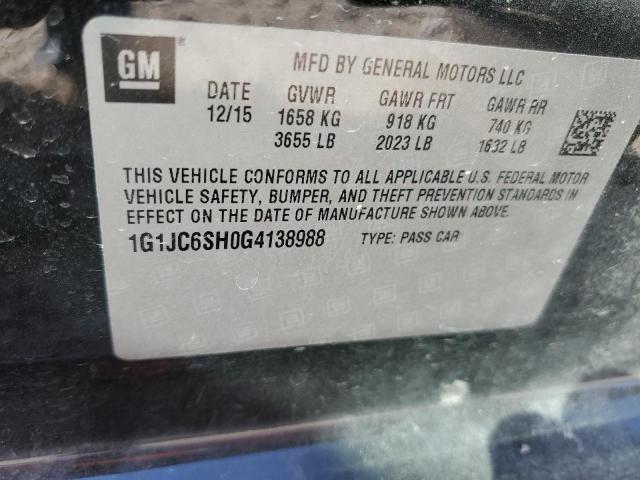 GM ®
MFD BY GENERAL MOTORS LLC
DATE GVWR GAWR FRT GAWR RR
12/15 1658 KG 918 KG 740 KG
3655 LB 2023 LB 1632 LB
THIS VEHICLE CONFORMS TO ALL APPLICABLE U.S. FEDERAL MOTOR
VEHICLE SAFETY, BUMPER, AND THEFT PREVENTION STANDARDS IN
EFFECT ON THE DATE OF MANUFACTURE SHOWN ABOVE.
1G1JC6SH0G4138988 TYPE: PASS CAR